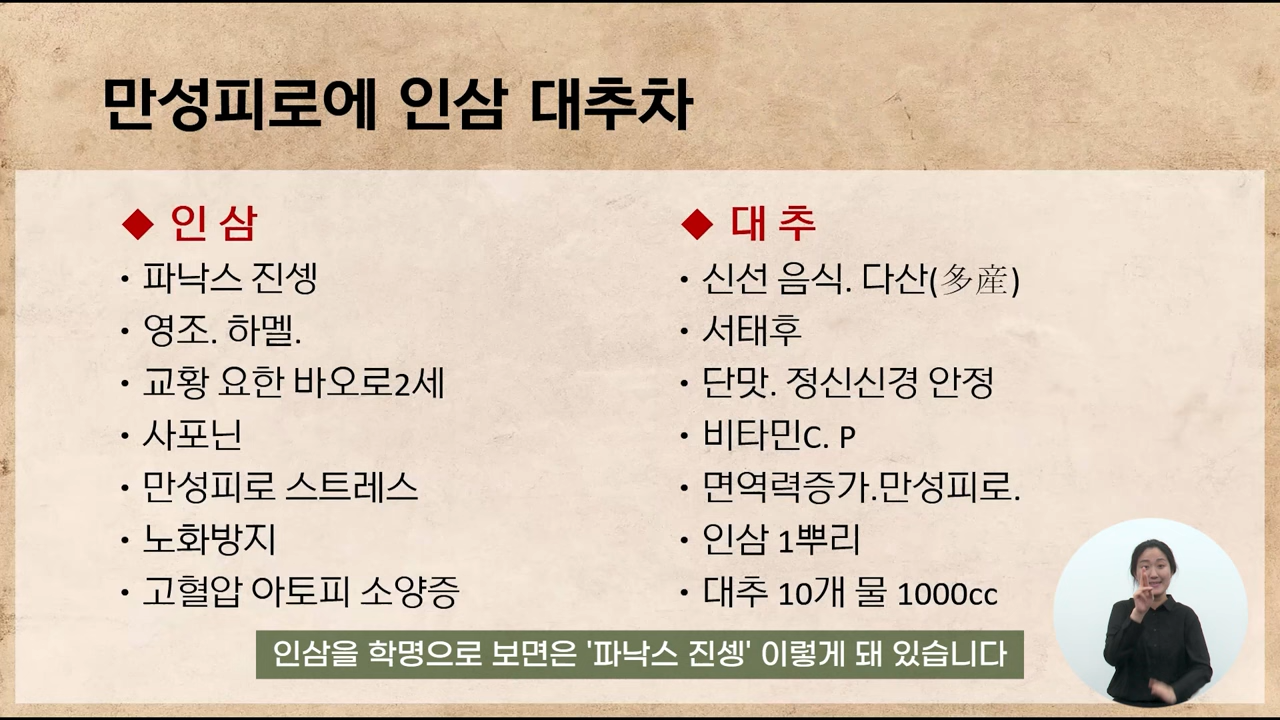 만성피로에 인삼 대추차
◆ 인 삼
• 파낙스 진셍
• 영조. 하멜.
• 교황 요한 바오로2세
• 사포닌
• 만성피로 스트레스
• 노화방지
• 고혈압 아토피 소양증
◆ 대 추
• 신선 음식. 다산(多産)
• 서태후
• 단맛. 정신신경 안정
• 비타민C. P
• 면역력증가.만성피로.
• 인삼 1뿌리
• 대추 10개 물 1000cc
인삼을 학명으로 보면은 '파낙스 진셍' 이렇게 돼 있습니다